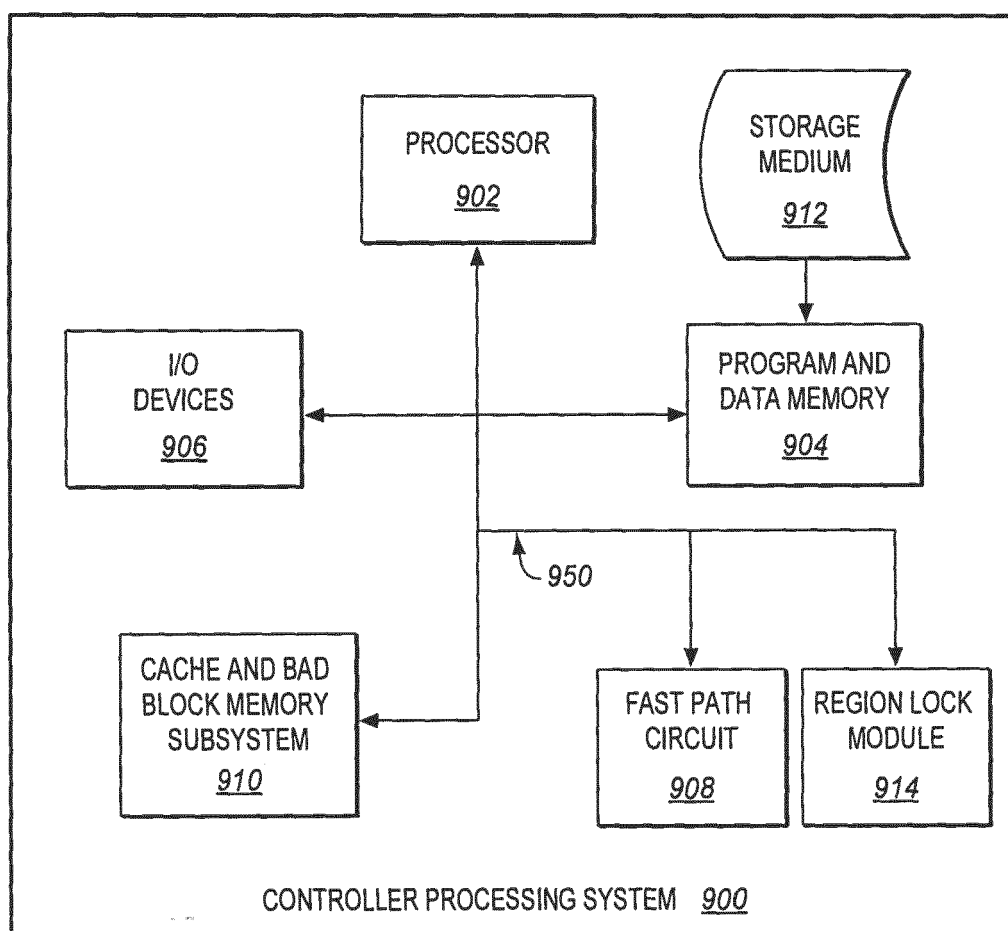 PROCESSOR
902
STORAGE
MEDIUM
912
I/O
DEVICES
906
PROGRAM AND
DATA MEMORY
904
950
CACHE AND BAD
BLOCK MEMORY
SUBSYSTEM
910
FAST PATH
CIRCUIT
908
REGION LOCK
MODULE
914
CONTROLLER PROCESSING SYSTEM 900